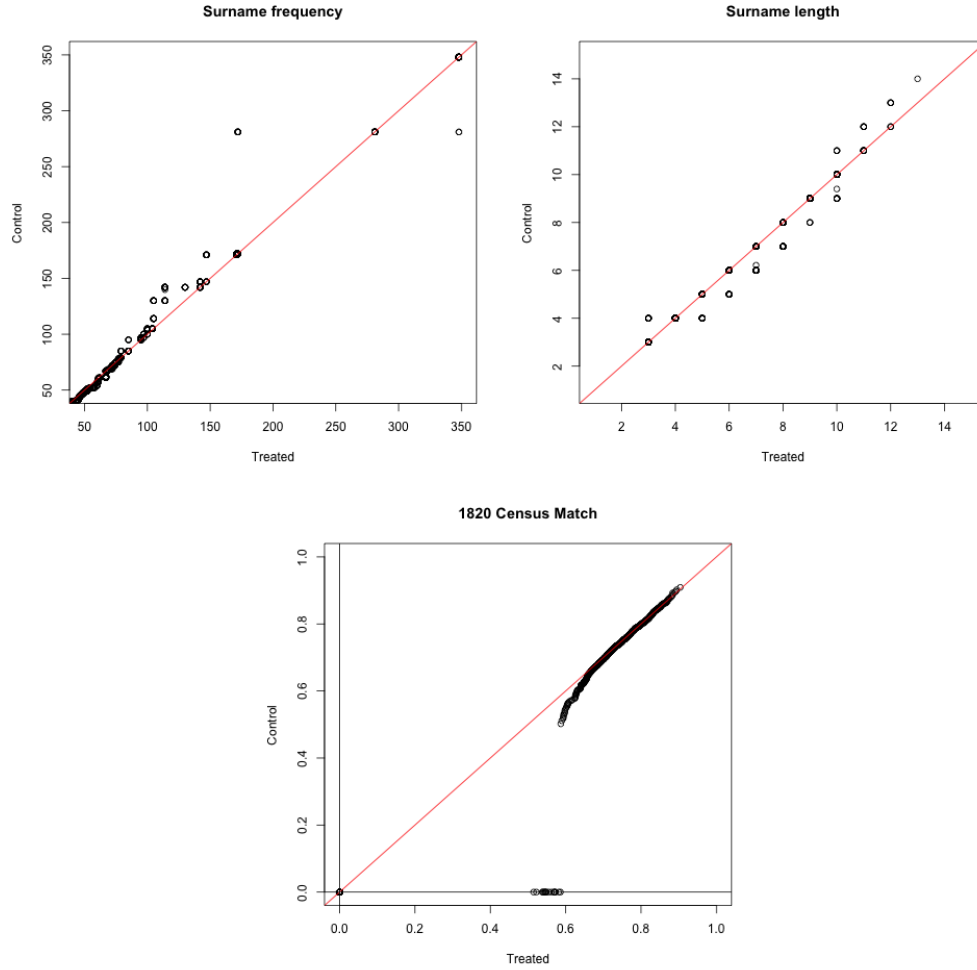 Surname frequency
350
300
250
200
150
100
50
Control
50 100 150 200 250 300 350
Treated
Surname length
14
12
10
8
6
4
2
Control
2 4 6 8 10 12 14
Treated
1820 Census Match
1.0
0.8
0.6
0.4
0.2
0.0
Control
0.0 0.2 0.4 0.6 0.8 1.0
Treated